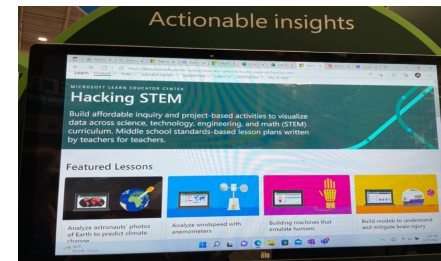 Actionable insights
Learn
MICROSOFT LEARN EDUCATOR CENTER
Hacking STEM
Build affordable inquiry and project-based activities to visualize
data across science, technology, engineering, and math (STEM)
curriculum. Middle school standards-based lesson plans written
by teachers for teachers.
Featured Lessons
Analyze astronauts' photos
of Earth to predict climate
change
Analyze windspeed with
anemometers
Building machines that
emulate humans
Build models to understand
and mitigate brain injury